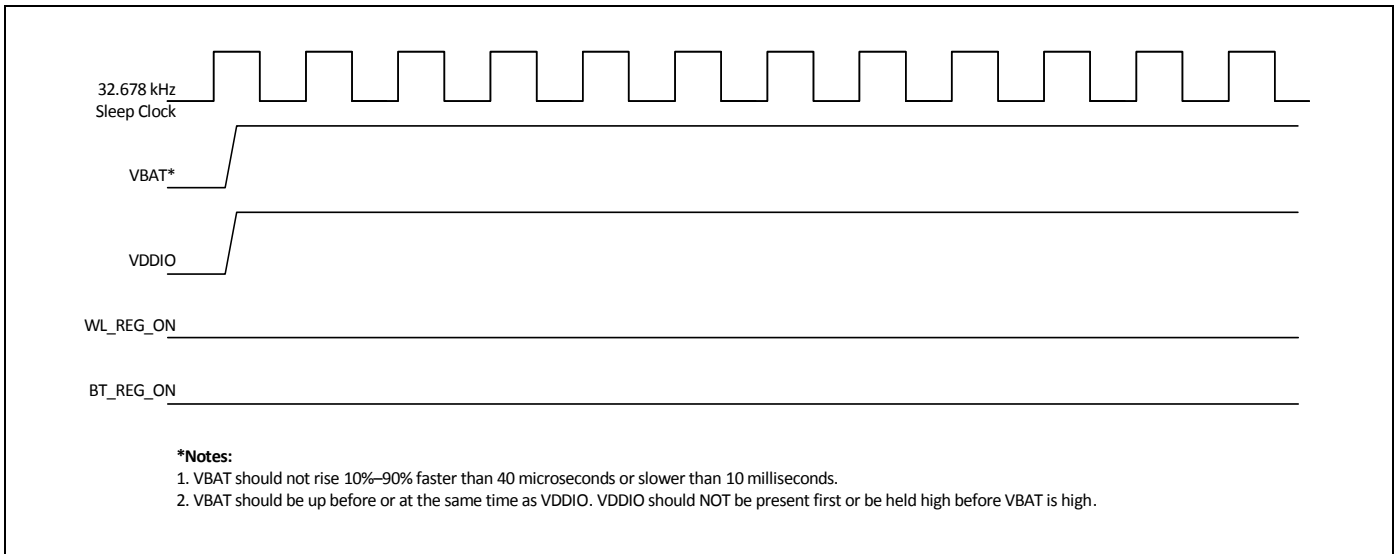 32.678 kHz
Sleep Clock
VBAT*
VDDIO
WL_REG_ON
BT_REG_ON
*Notes:
1. VBAT should not rise 10%–90% faster than 40 microseconds or slower than 10 milliseconds.
2. VBAT should be up before or at the same time as VDDIO. VDDIO should NOT be present first or be held high before VBAT is high.